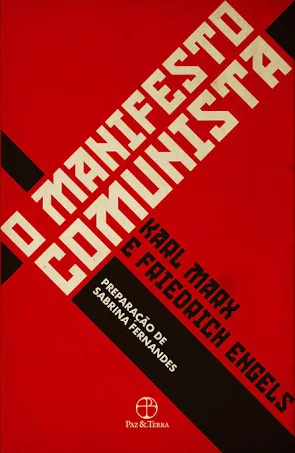 O MANIFESTO
COMUNISTA
KARL MARX
E FRIEDRICH ENGELS
PREPARAÇÃO DE
SABRINA FERNANDES
PAZ & TERRA